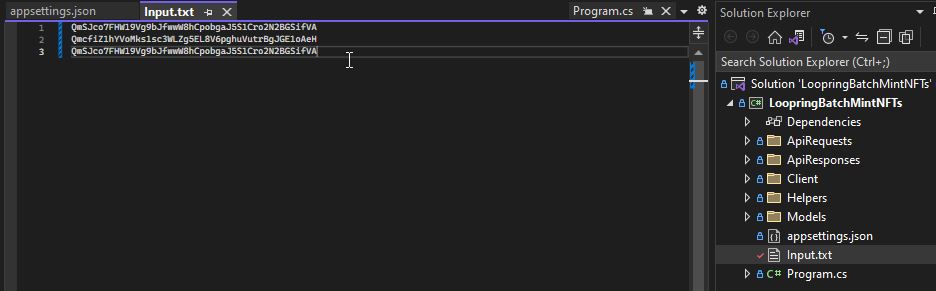 appsettings.json
Input.txt
Program.cs
1 QmSJco7FHW19Vg9bJfwwW8hCpobgaJ5S1Cro2N2BGSifVA
2 QmcfiZ1hYVoMks1sc3WLZg5EL8V6pghuVutrBgJGE1oAeH
3 QmSJco7FHW19Vg9bJfwwW8hCpobgaJ5S1Cro2N2BGSifVA
Solution Explorer
Search Solution Explorer (Ctrl+;)
Solution 'LoopringBatchMintNFTs'
C# LoopringBatchMintNFTs
Dependencies
ApiRequests
ApiResponses
Client
Helpers
Models
appsettings.json
Input.txt
C# Program.cs